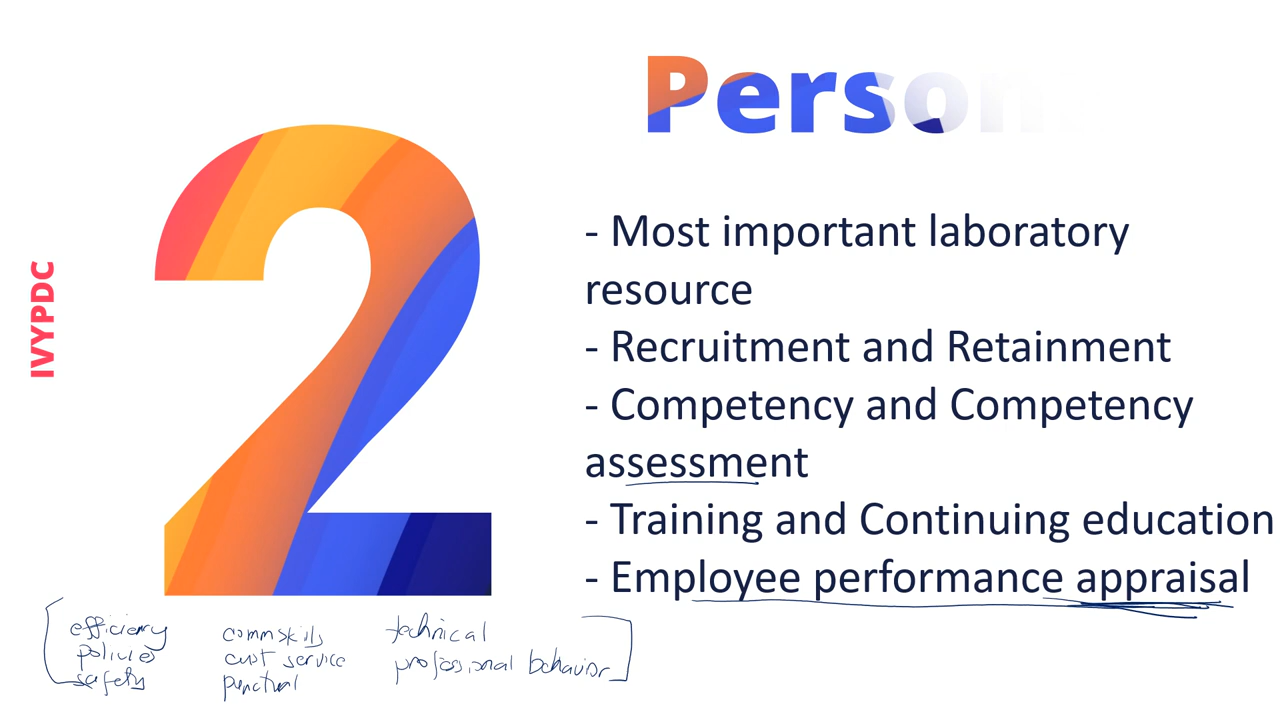 Person
2
IVYPDC
- Most important laboratory
resource
- Recruitment and Retainment
- Competency and Competency
assessment
- Training and Continuing education
- Employee performance appraisal
efficiency
policies
safety
comm skills
cust service
punctual
technical
professional behavior